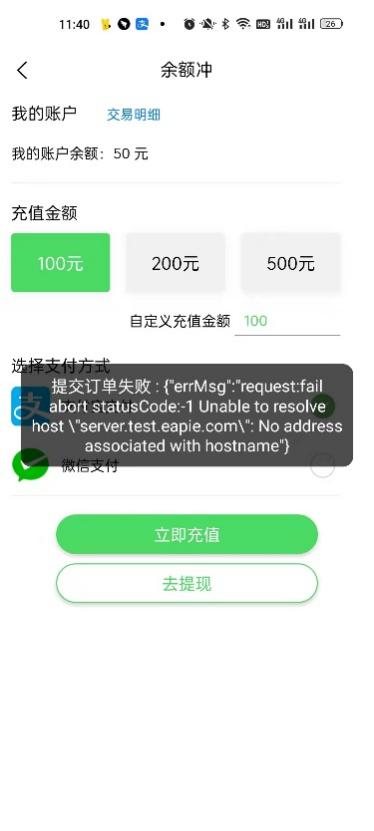 11:40
26
余额冲
我的账户 交易明细
我的账户余额：50 元
充值金额
100元 200元 500元
自定义充值金额 100
选择支付方式
提交订单失败 : {"errMsg":"request:fail
abort statusCode:-1 Unable to resolve
host \"server.test.eapie.com\": No address
associated with hostname"}
微信支付
立即充值
去提现